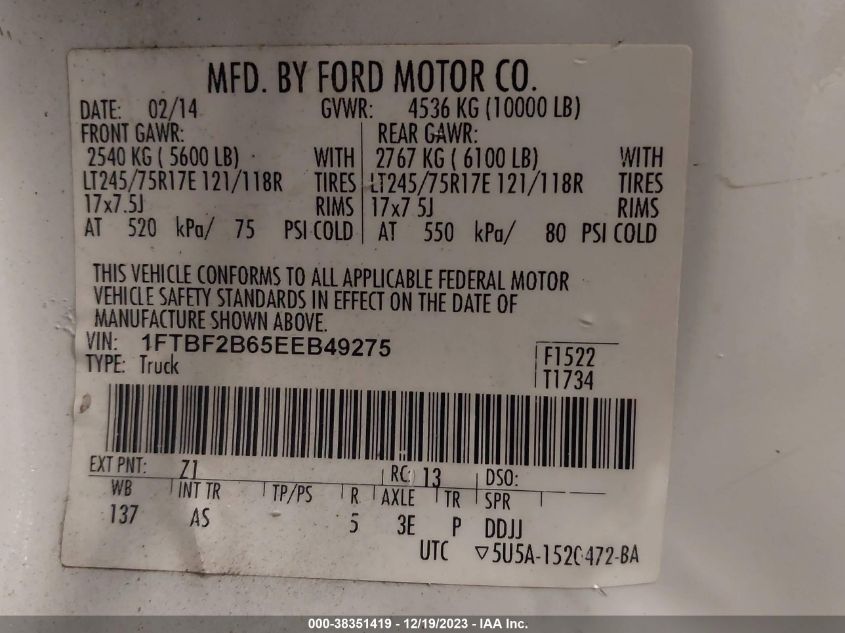 MFD. BY FORD MOTOR CO.
DATE: 02/14 GVWR: 4536 KG (10000 LB)
FRONT GAWR: REAR GAWR:
2540 KG ( 5600 LB) WITH 2767 KG ( 6100 LB) WITH
LT245/75R17E 121/118R TIRES LT245/75R17E 121/118R TIRES
17x7.5J RIMS 17x7.5J RIMS
AT 520 kPa/ 75 PSI COLD AT 550 kPa/ 80 PSI COLD
THIS VEHICLE CONFORMS TO ALL APPLICABLE FEDERAL MOTOR
VEHICLE SAFETY STANDARDS IN EFFECT ON THE DATE OF
MANUFACTURE SHOWN ABOVE.
VIN: 1FTBF2B65EEB49275 F1522
TYPE: Truck T1734
EXT PNT: Z1 RC: 13 DSO:
WB INT TR TP/PS R AXLE TR SPR
137 AS 5 3E P DDJJ
UTC ▽5U5A-1520472-BA
000-38351419 - 12/19/2023 - IAA Inc.